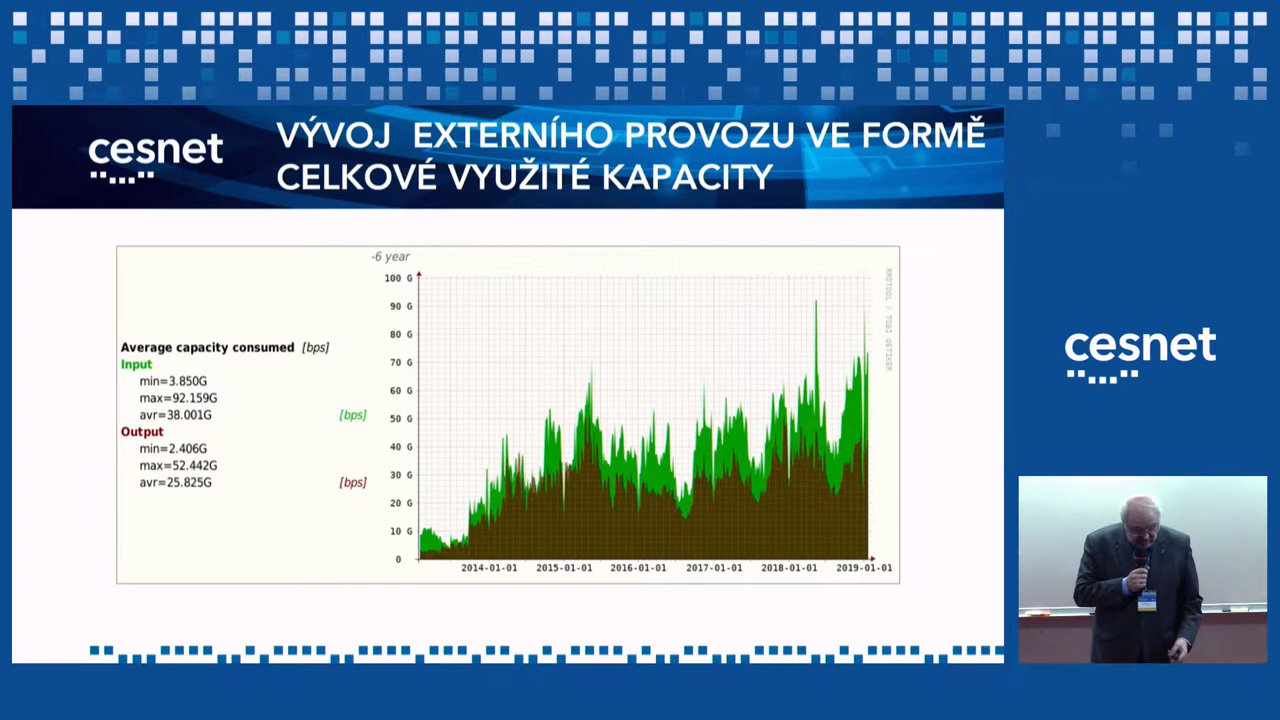 cesnet
VÝVOJ EXTERNÍHO PROVOZU VE FORMĚ
CELKOVÉ VYUŽITÉ KAPACITY
-6 year
100 G
90 G
80 G
70 G
60 G
50 G
40 G
30 G
20 G
10 G
0
2014-01-01 2015-01-01 2016-01-01 2017-01-01 2018-01-01 2019-01-01
RRDTOOL / TOBI OETIKER
Average capacity consumed [bps]
Input
min=3.850G
max=92.159G
avr=38.001G [bps]
Output
min=2.406G
max=52.442G
avr=25.825G [bps]
cesnet